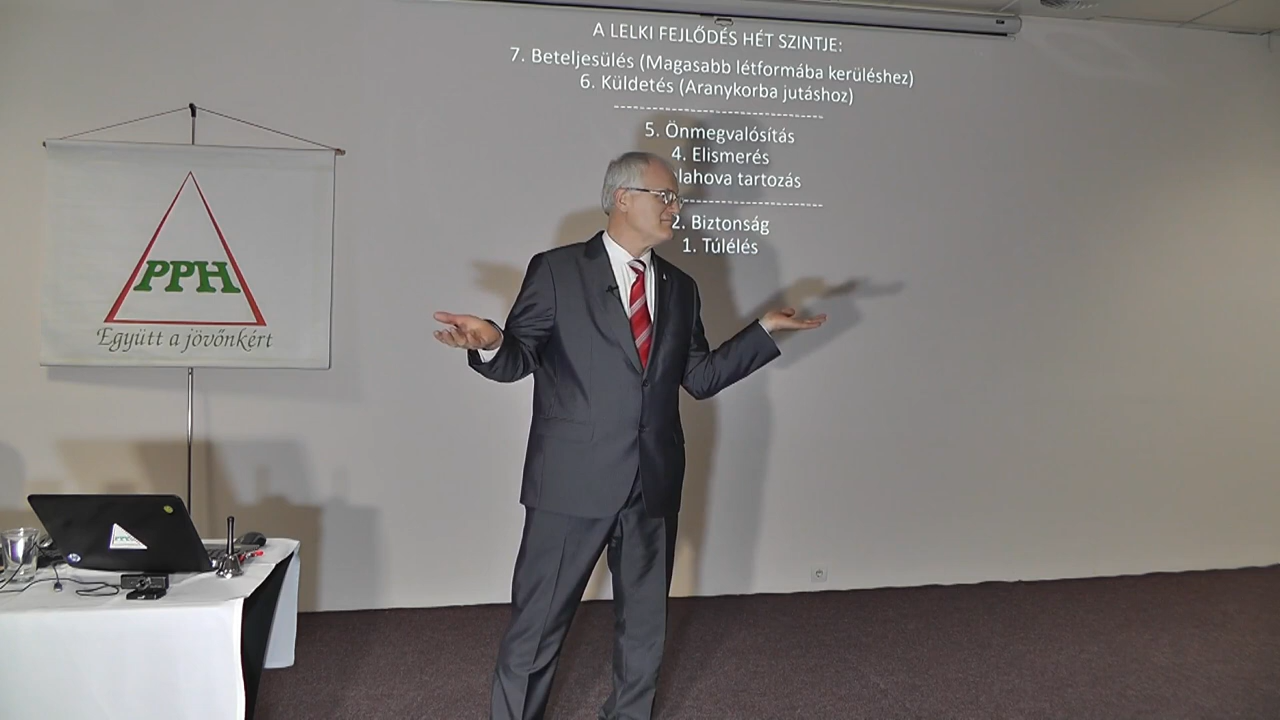 A LELKI FEJLŐDÉS HÉT SZINTJE:
7. Beteljesülés (Magasabb létformába kerüléshez)
6. Küldetés (Aranykorba jutáshoz)
--------------------------------
5. Önmegvalósítás
4. Elismerés
tartozás
--------------------------------
2. Biztonság
1. Túlélés
PPH
Együtt a jövőnkért